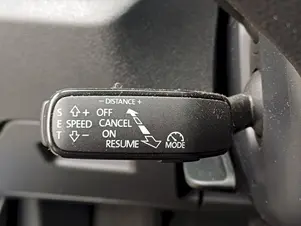 - DISTANCE +
S + OFF
E SPEED CANCEL
T - ON
RESUME MODE